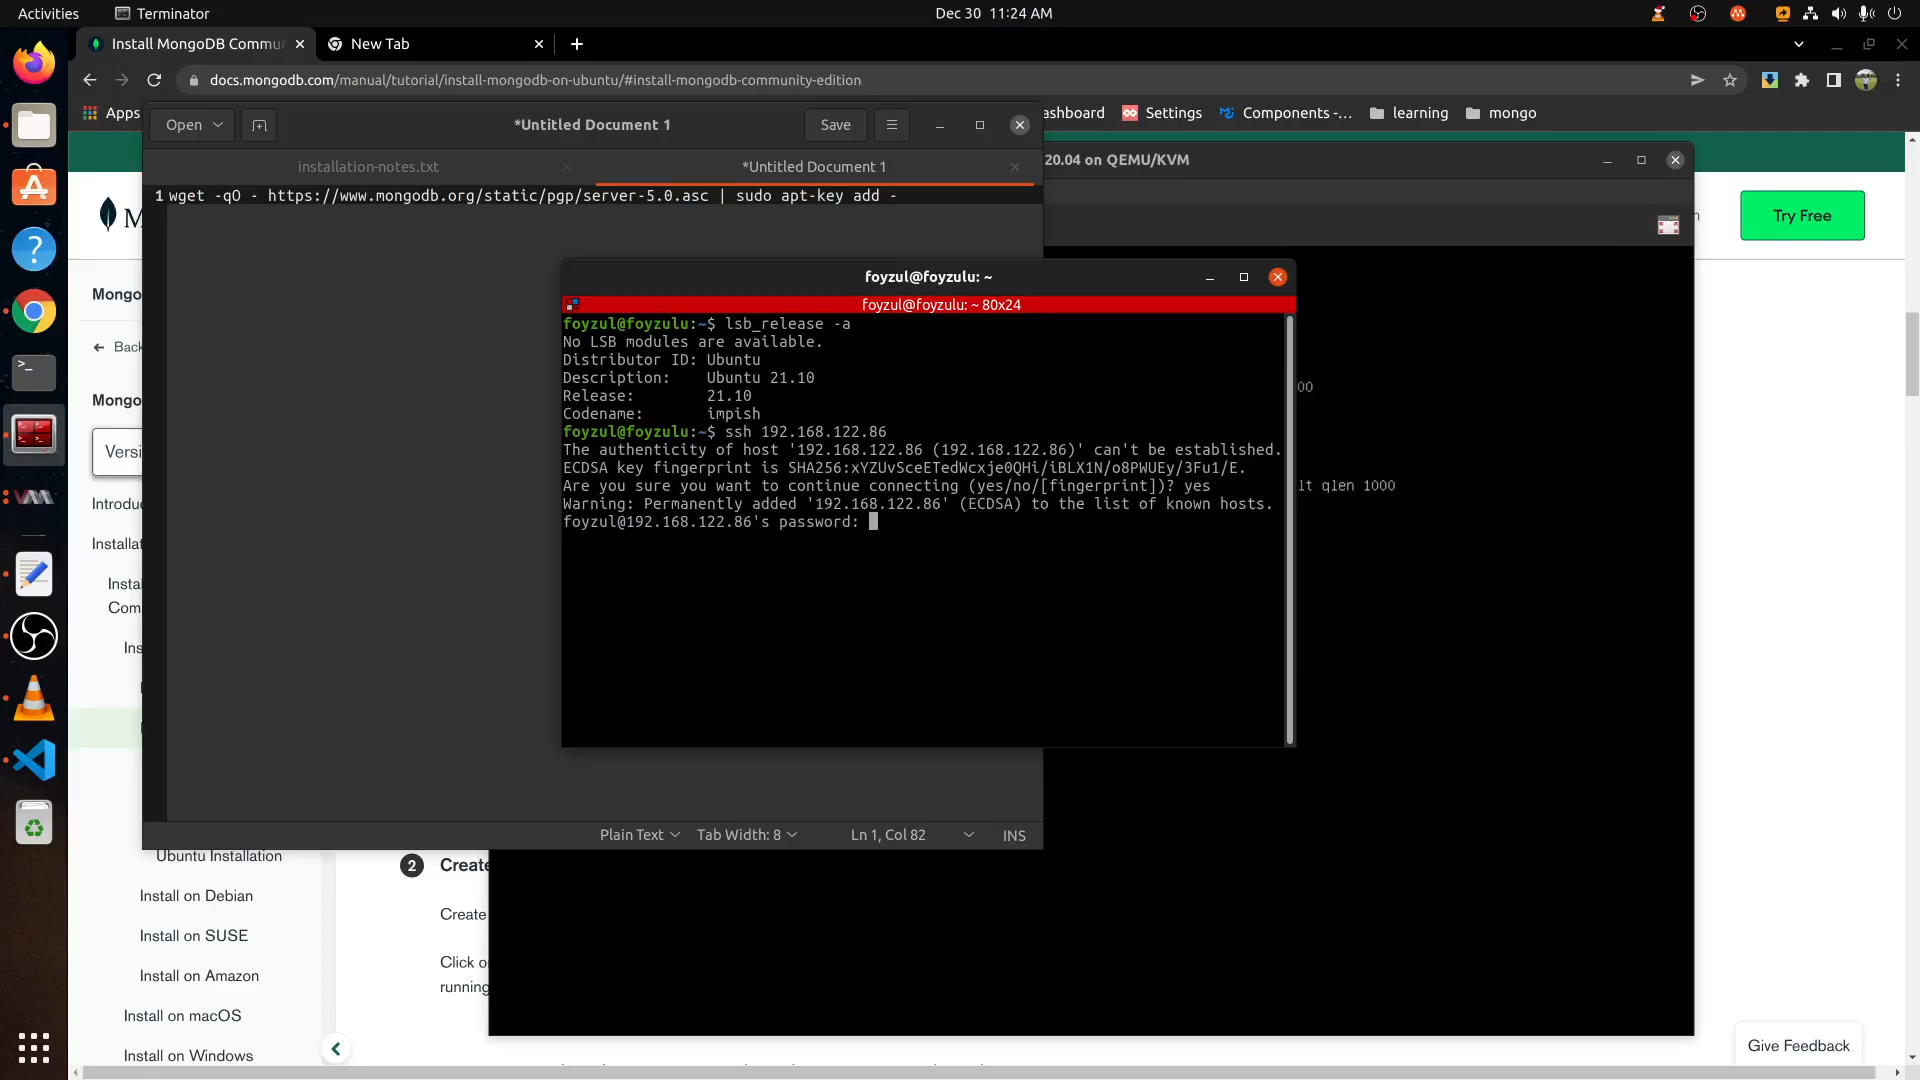 Activities
Terminator
Dec 30 11:24 AM
Install MongoDB Commu
New Tab
docs.mongodb.com/manual/tutorial/install-mongodb-on-ubuntu/#install-mongodb-community-edition
Apps
ashboard
Settings
Components -...
learning
mongo
Open
*Untitled Document 1
Save
installation-notes.txt
*Untitled Document 1
1 wget -qO - https://www.mongodb.org/static/pgp/server-5.0.asc | sudo apt-key add -
20.04 on QEMU/KVM
Try Free
foyzul@foyzulu: ~
foyzul@foyzulu: ~ 80x24
foyzul@foyzulu:~$ lsb_release -a
No LSB modules are available.
Distributor ID: Ubuntu
Description: Ubuntu 21.10
Release: 21.10
Codename: impish
foyzul@foyzulu:~$ ssh 192.168.122.86
The authenticity of host '192.168.122.86 (192.168.122.86)' can't be established.
ECDSA key fingerprint is SHA256:xYZUvSceETedWcxje0QHi/iBLX1N/o8PWUEy/3Fu1/E.
Are you sure you want to continue connecting (yes/no/[fingerprint])? yes
Warning: Permanently added '192.168.122.86' (ECDSA) to the list of known hosts.
foyzul@192.168.122.86's password:
00
lt qlen 1000
Mongo
Back
Mongo
Versi
Introdu
Installat
Instal
Com
Ins
Plain Text
Tab Width: 8
Ln 1, Col 82
INS
Ubuntu Installation
Install on Debian
Install on SUSE
Install on Amazon
Install on macOS
Install on Windows
2 Create
Create
Click o
running
Give Feedback